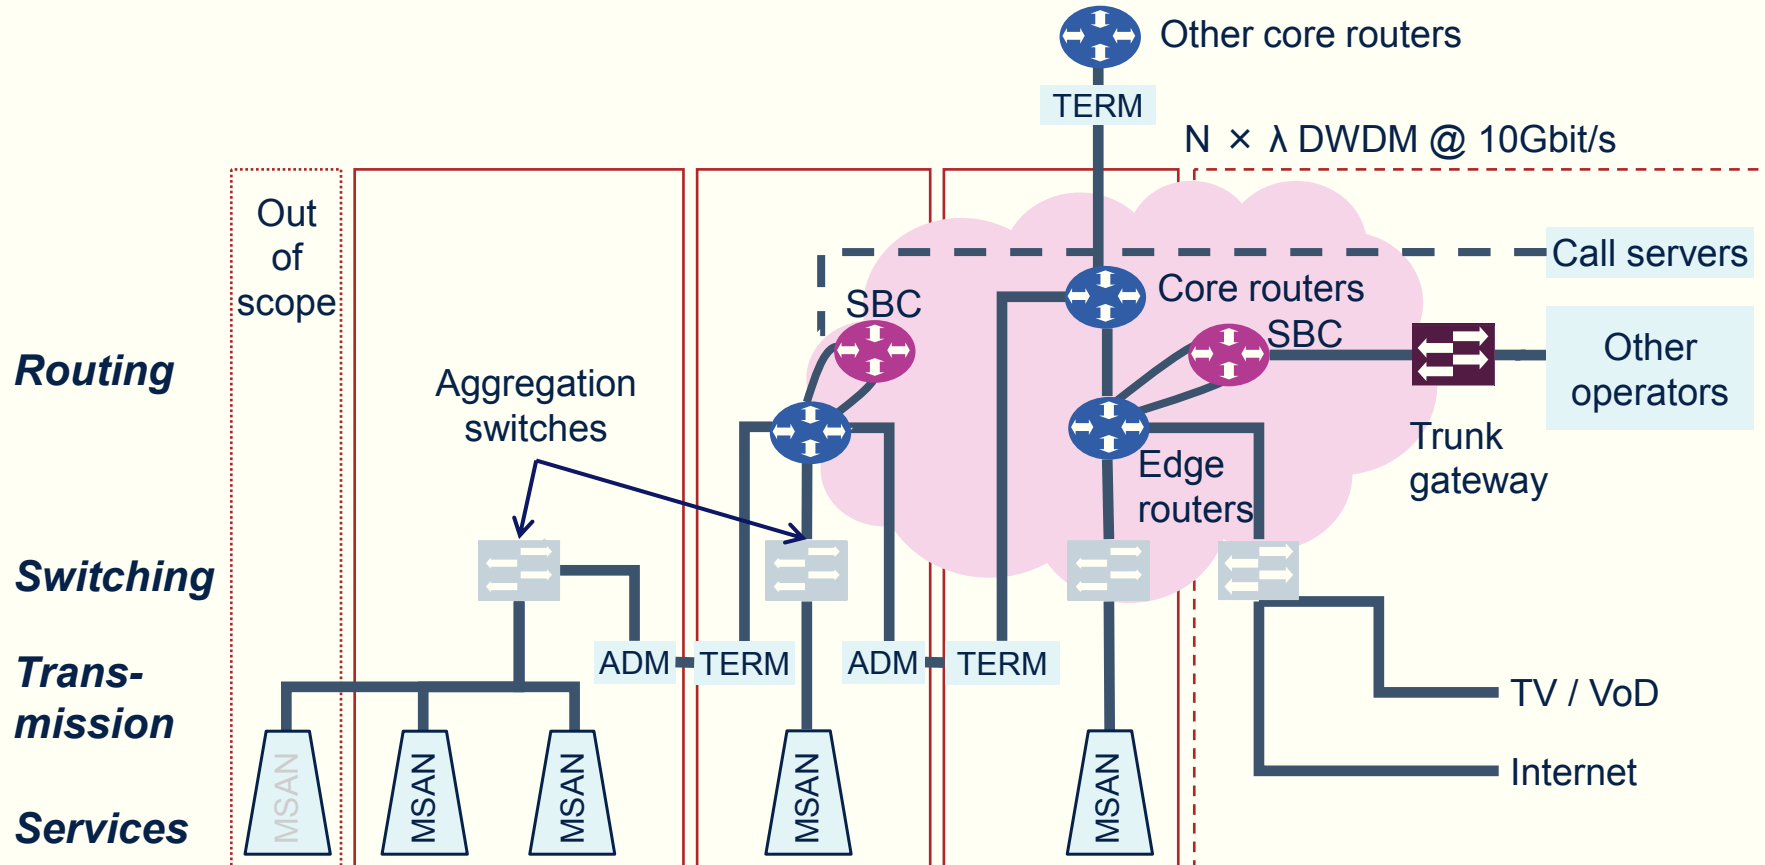 Other core routers
TERM
N × λ DWDM @ 10Gbit/s
Out
of
scope
Call servers
Core routers
SBC
SBC
Routing
Aggregation
switches
Other
operators
Trunk
gateway
Edge
routers
Switching
ADM
TERM
ADM
TERM
Trans-
mission
TV / VoD
Internet
MSAN
MSAN
MSAN
MSAN
MSAN
Services